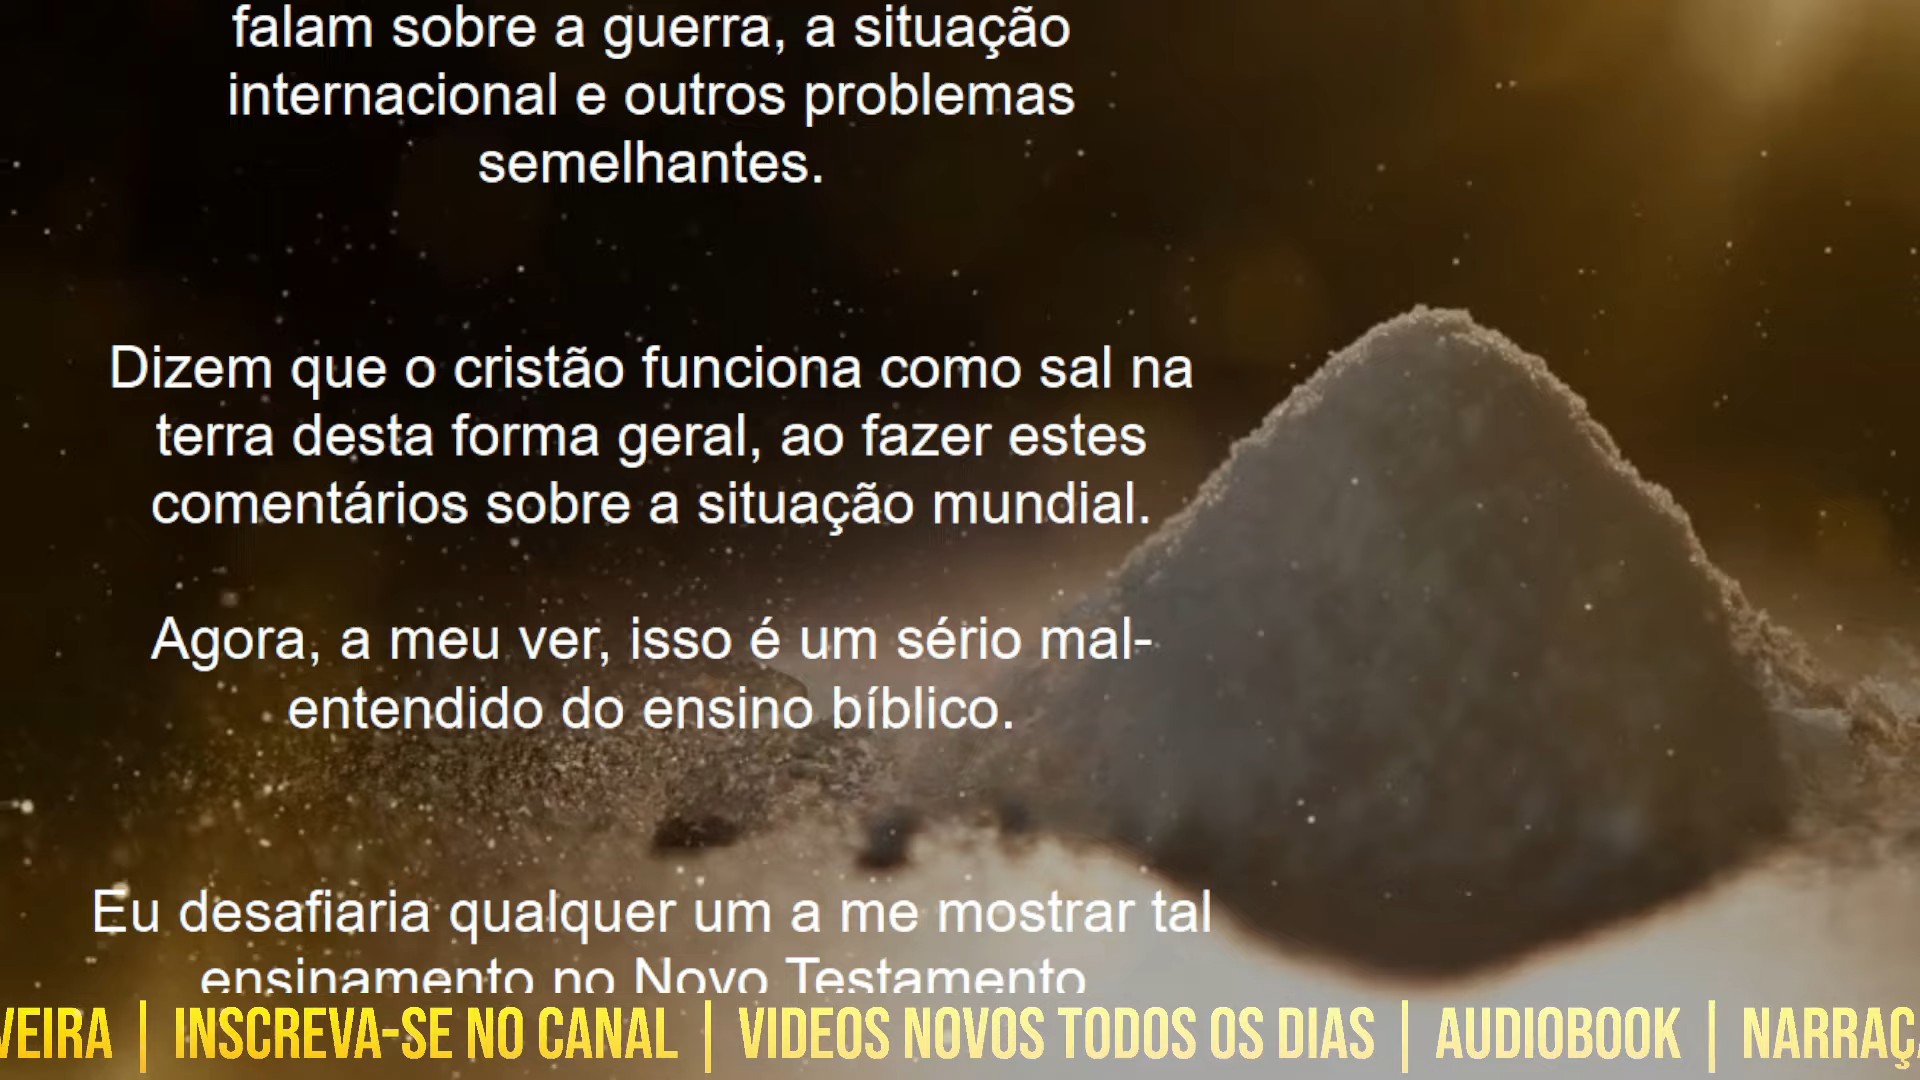 falam sobre a guerra, a situação
internacional e outros problemas
semelhantes.
Dizem que o cristão funciona como sal na
terra desta forma geral, ao fazer estes
comentários sobre a situação mundial.
Agora, a meu ver, isso é um sério mal-
entendido do ensino bíblico.
Eu desafiaria qualquer um a me mostrar tal
ensinamento no Novo Testamento
VEIRA | INSCREVA-SE NO CANAL | VIDEOS NOVOS TODOS OS DIAS | AUDIOBOOK | NARRAÇ